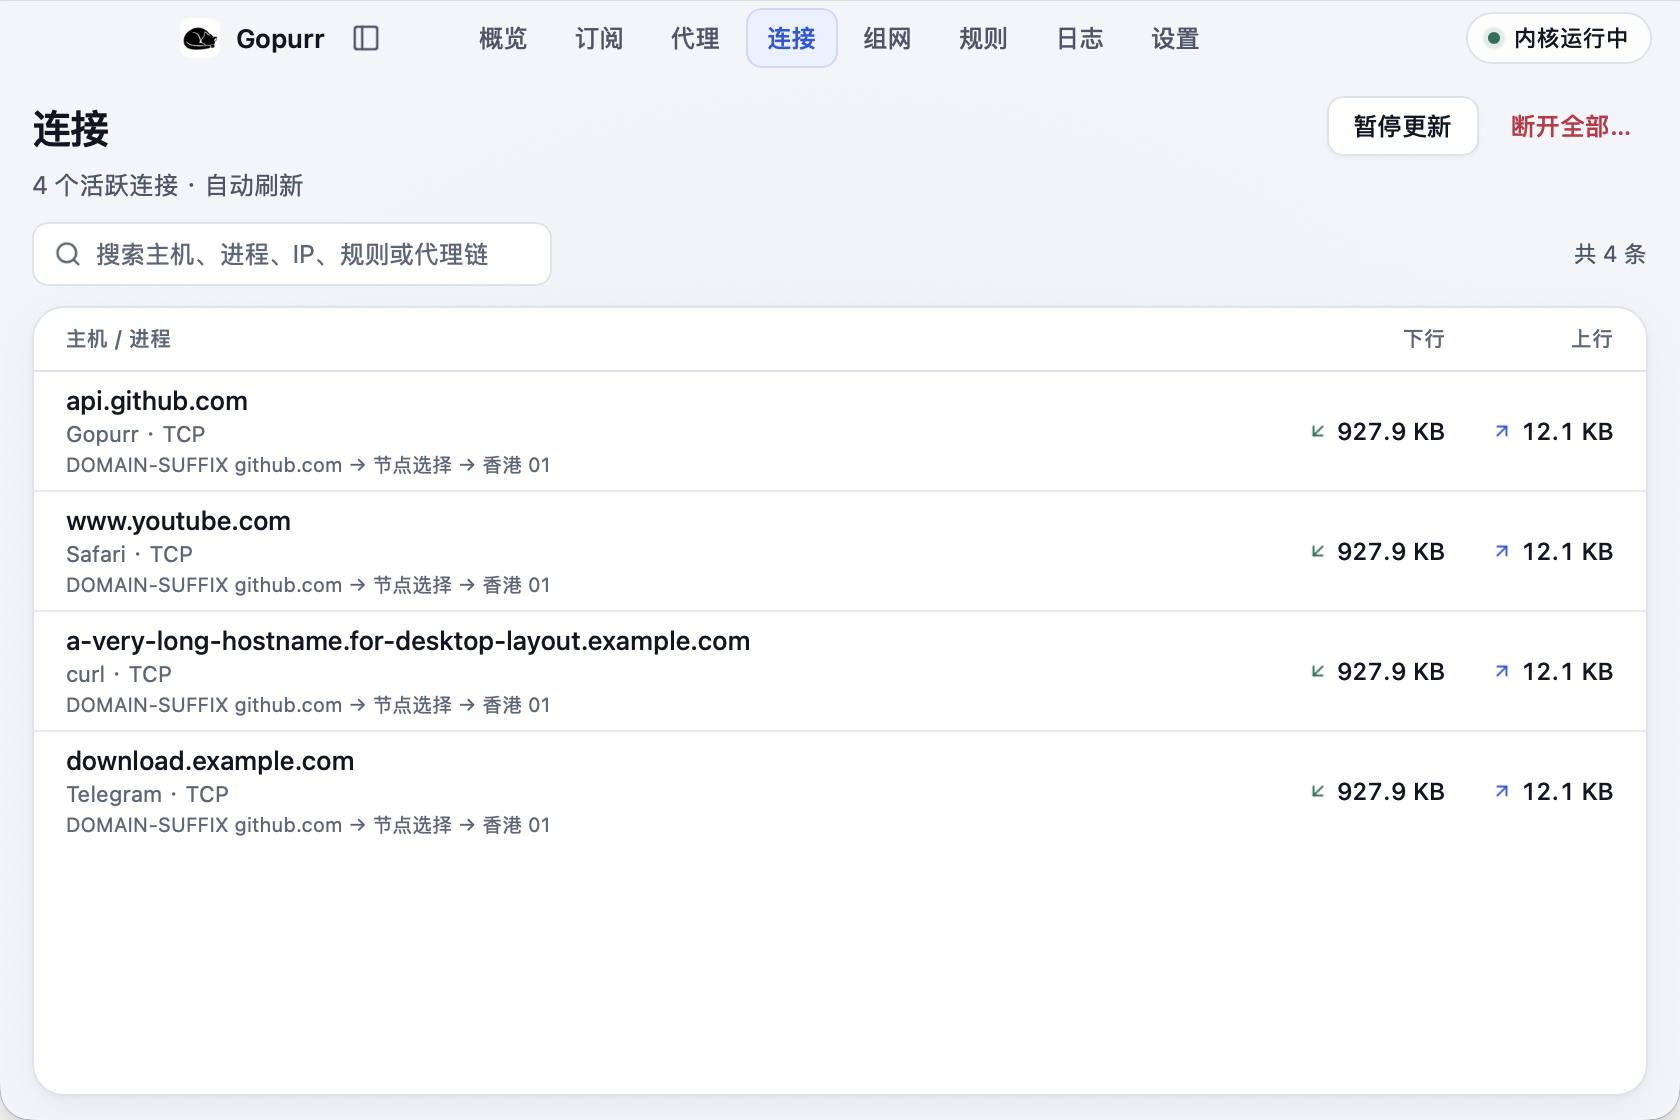 Gopurr 概览 订阅 代理 连接 组网 规则 日志 设置 内核运行中
连接 暂停更新 断开全部...
4 个活跃连接 · 自动刷新
搜索主机、进程、IP、规则或代理链 共 4 条
主机 / 进程 下行 上行
api.github.com
Gopurr · TCP ↙ 927.9 KB ↗ 12.1 KB
DOMAIN-SUFFIX github.com → 节点选择 → 香港 01
www.youtube.com
Safari · TCP ↙ 927.9 KB ↗ 12.1 KB
DOMAIN-SUFFIX github.com → 节点选择 → 香港 01
a-very-long-hostname.for-desktop-layout.example.com
curl · TCP ↙ 927.9 KB ↗ 12.1 KB
DOMAIN-SUFFIX github.com → 节点选择 → 香港 01
download.example.com
Telegram · TCP ↙ 927.9 KB ↗ 12.1 KB
DOMAIN-SUFFIX github.com → 节点选择 → 香港 01